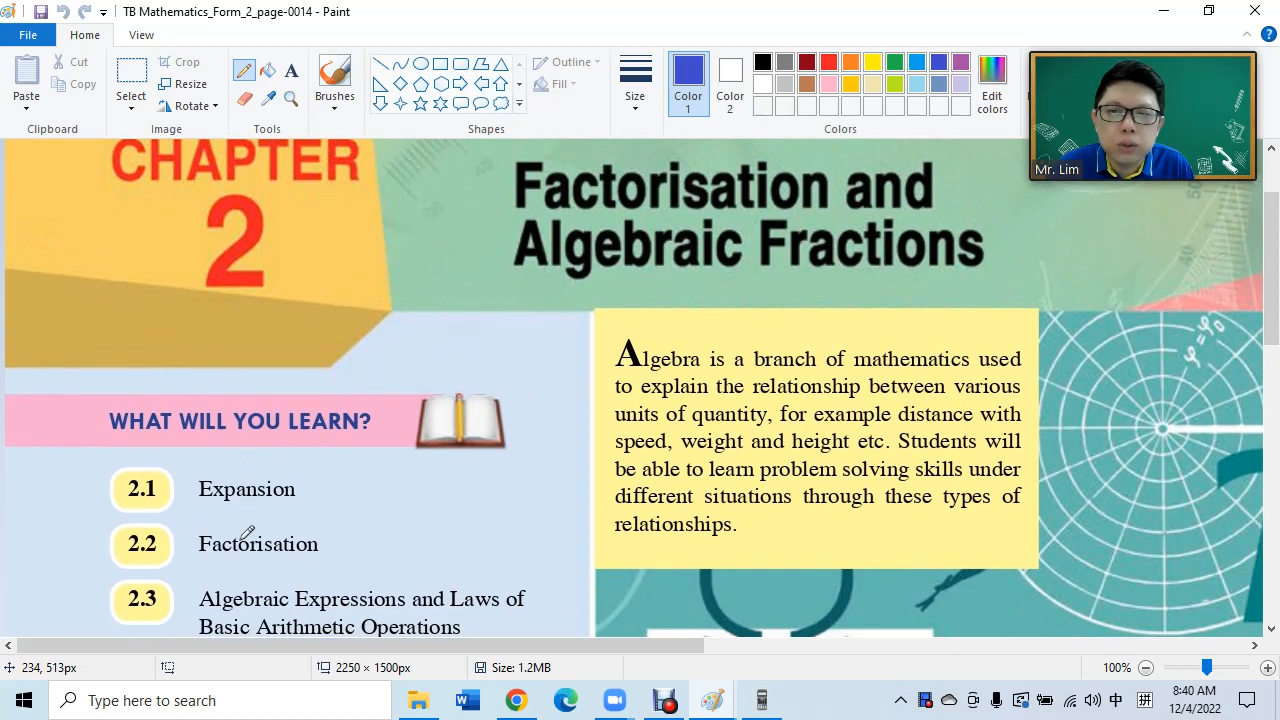 TB Mathematics_Form_2_page-0014 - Paint
File
Home
View
Paste
Cut
Copy
Clipboard
Select
Crop
Resize
Rotate
Image
A
Tools
Brushes
Shapes
Outline
Fill
Size
Color
1
Color
2
Edit
colors
Colors
Mr. Lim
CHAPTER
2
Factorisation and
Algebraic Fractions
WHAT WILL YOU LEARN?
2.1 Expansion
2.2 Factorisation
2.3 Algebraic Expressions and Laws of
Basic Arithmetic Operations
Algebra is a branch of mathematics used
to explain the relationship between various
units of quantity, for example distance with
speed, weight and height etc. Students will
be able to learn problem solving skills under
different situations through these types of
relationships.
234, 513px
2250 × 1500px
Size: 1.2MB
100%
Type here to search
中
拼
8:40 AM
12/4/2022